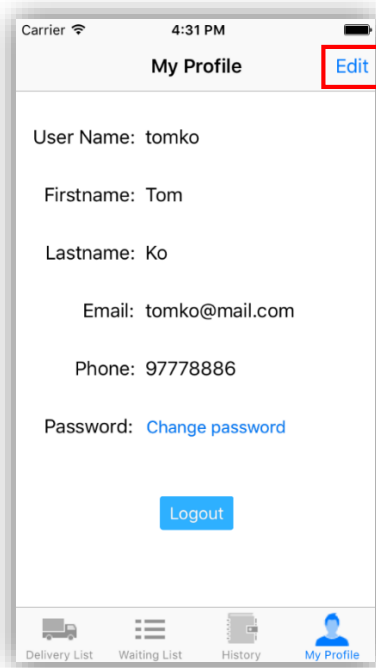 Carrier 4:31 PM
My Profile Edit
User Name: tomko
Firstname: Tom
Lastname: Ko
Email: tomko@mail.com
Phone: 97778886
Password: Change password
Logout
Delivery List Waiting List History My Profile